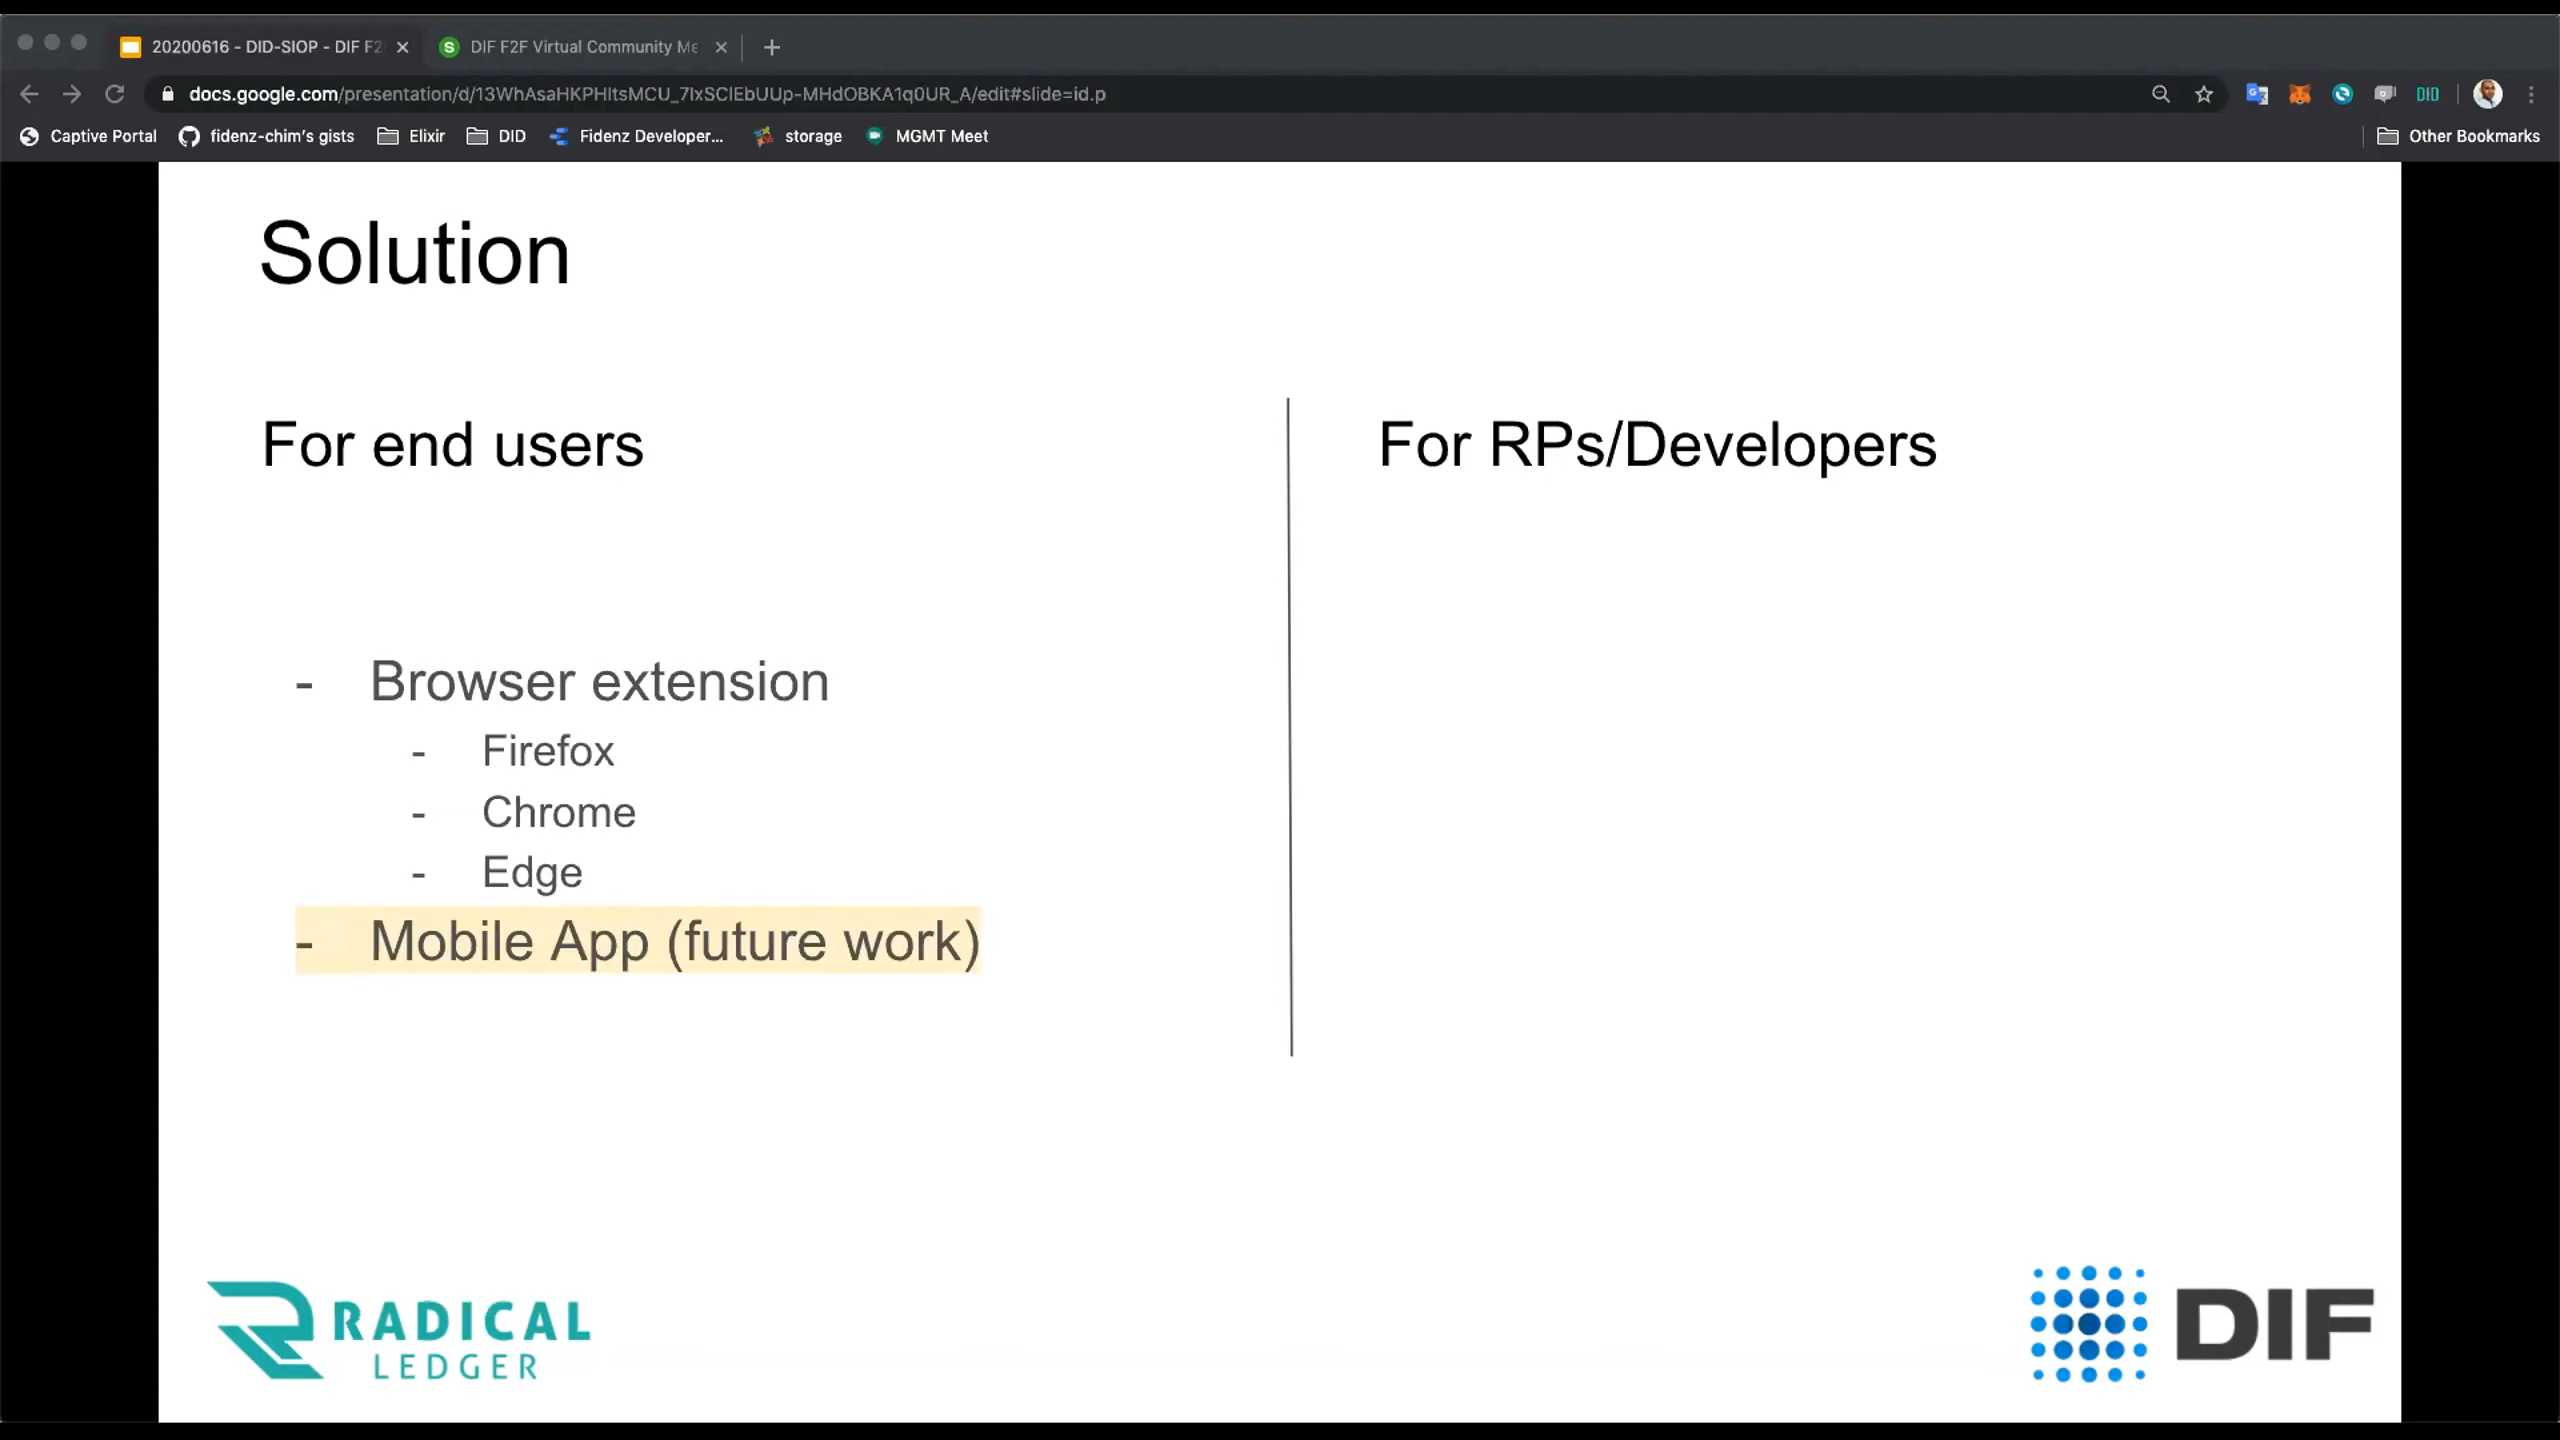 20200616 - DID-SIOP - DIF F2
DIF F2F Virtual Community Me
docs.google.com/presentation/d/13WhAsaHKPHItsMCU_7IxSClEbUUp-MHdOBKA1q0UR_A/edit#slide=id.p
DID
Captive Portal
fidenz-chim's gists
Elixir
DID
Fidenz Developer...
storage
MGMT Meet
Other Bookmarks
Solution
For end users
- Browser extension
- Firefox
- Chrome
- Edge
- Mobile App (future work)
For RPs/Developers
RADICAL
LEDGER
DIF